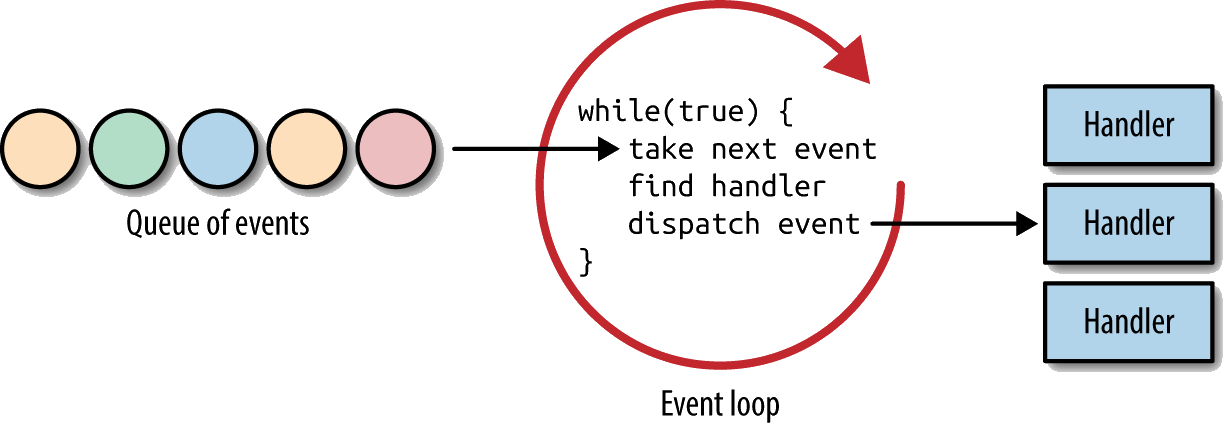 Queue of events
while(true) {
take next event
find handler
dispatch event
}
Event loop
Handler
Handler
Handler